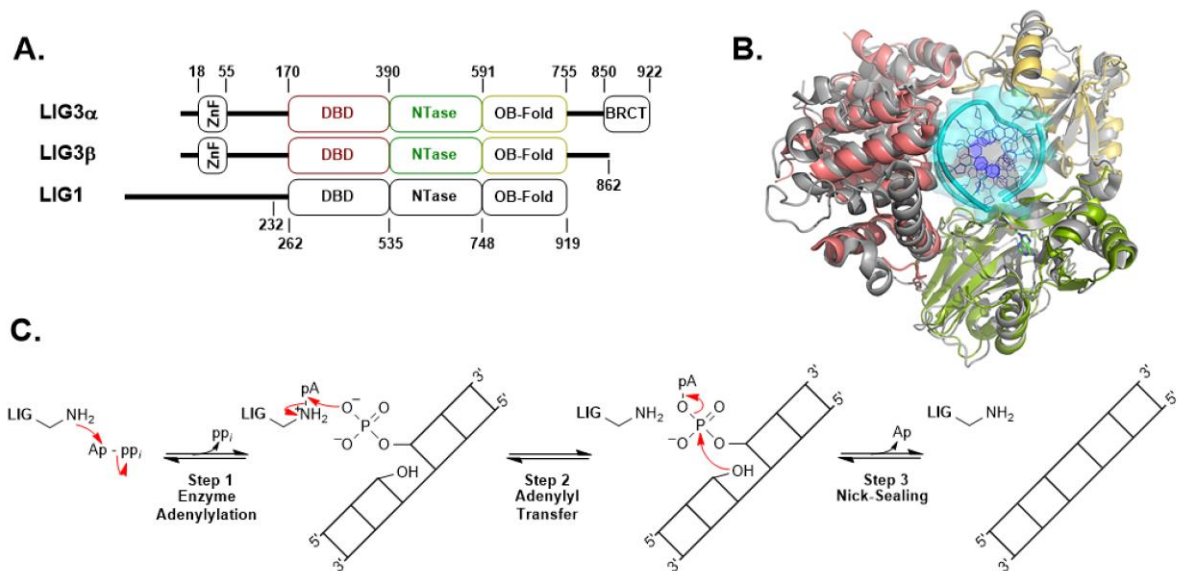 A.
18 55 170 390 591 755 850 922
LIG3α ZnF DBD NTase OB-Fold BRCT
LIG3β ZnF DBD NTase OB-Fold
862
LIG1 DBD NTase OB-Fold
232
262 535 748 919
B.
C.
LIG NH2
Ap - ppi
ppi
Step 1
Enzyme
Adenylylation
pA
LIG NH2
O−
O
P
−O
O
OH
3'
5'
5'
3'
Step 2
Adenylyl
Transfer
pA
LIG NH2
O
O
P
−O
O
OH
3'
5'
5'
3'
Ap
Step 3
Nick-Sealing
LIG NH2
3'
5'
5'
3'